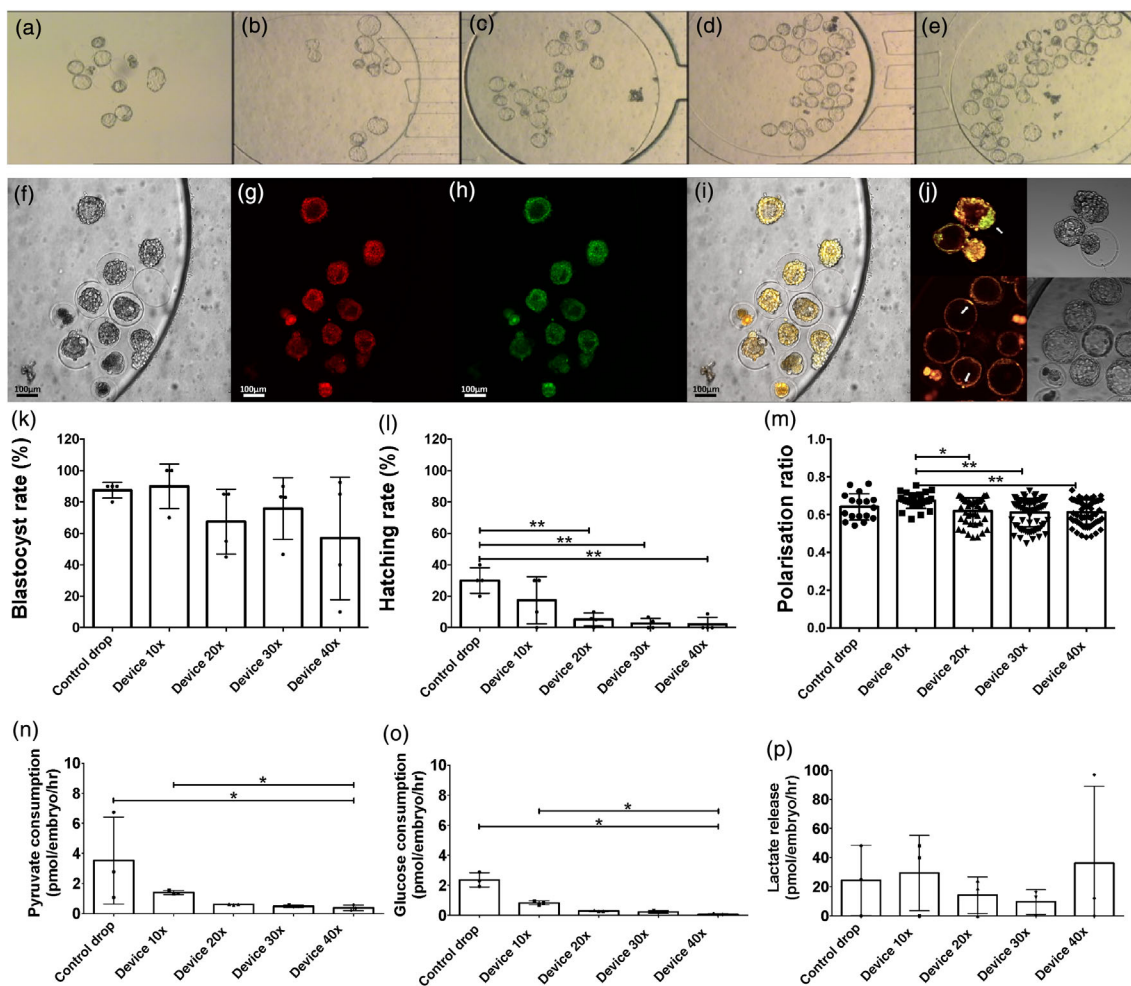 (a)
(b)
(c)
(d)
(e)
(f)
(g)
(h)
(i)
(j)
100µm
100µm
100µm
100µm
(k)
Blastocyst rate (%)
120
100
80
60
40
20
0
Control drop
Device 10x
Device 20x
Device 30x
Device 40x
(l)
Hatching rate (%)
120
100
80
60
40
20
0
**
**
**
Control drop
Device 10x
Device 20x
Device 30x
Device 40x
(m)
Polarisation ratio
1.0
0.8
0.6
0.4
0.2
0.0
*
**
**
Control drop
Device 10x
Device 20x
Device 30x
Device 40x
(n)
Pyruvate consumption
(pmol/embryo/hr)
10
8
6
4
2
0
*
*
Control drop
Device 10x
Device 20x
Device 30x
Device 40x
(o)
Glucose consumption
(pmol/embryo/hr)
10
8
6
4
2
0
*
*
Control drop
Device 10x
Device 20x
Device 30x
Device 40x
(p)
Lactate release
(pmol/embryo/hr)
100
80
60
40
20
0
Control drop
Device 10x
Device 20x
Device 30x
Device 40x